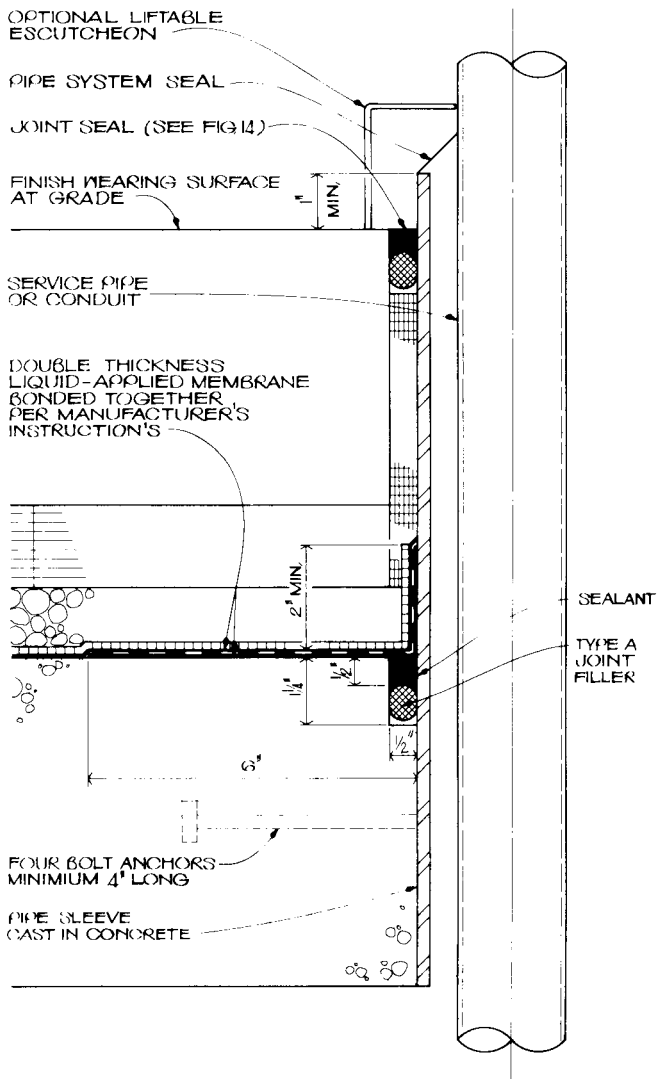 OPTIONAL LIFTABLE
ESCUTCHEON
PIPE SYSTEM SEAL
JOINT SEAL (SEE FIG 14)
FINISH WEARING SURFACE
AT GRADE
1"
MIN.
SERVICE PIPE
OR CONDUIT
DOUBLE THICKNESS
LIQUID-APPLIED MEMBRANE
BONDED TOGETHER
PER MANUFACTURER'S
INSTRUCTION'S
2" MIN.
SEALANT
TYPE A
JOINT
FILLER
1/2"
1 1/4"
1/2"
6"
FOUR BOLT ANCHORS
MINIMUM 4" LONG
PIPE SLEEVE
CAST IN CONCRETE